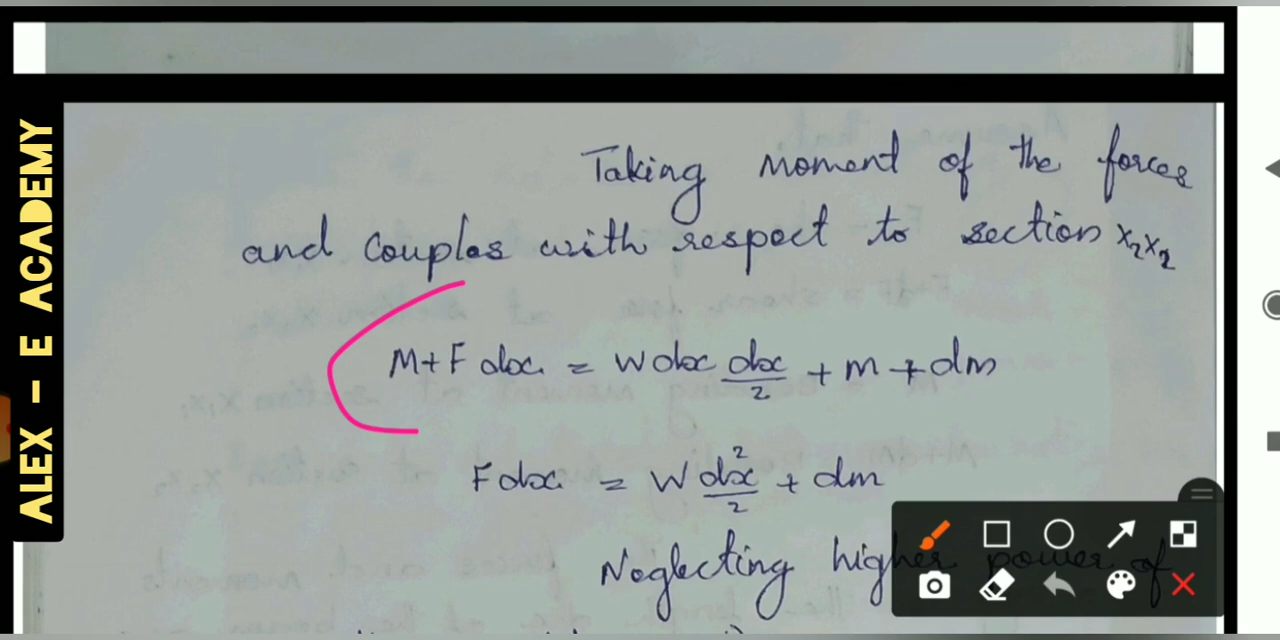 ALEX - E ACADEMY
Taking moment of the forces
and couples with respect to section x₂x₂
M + F dx = W dx dx/2 + m + dm
F dx = W dx²/2 + dm
Neglecting higher power of